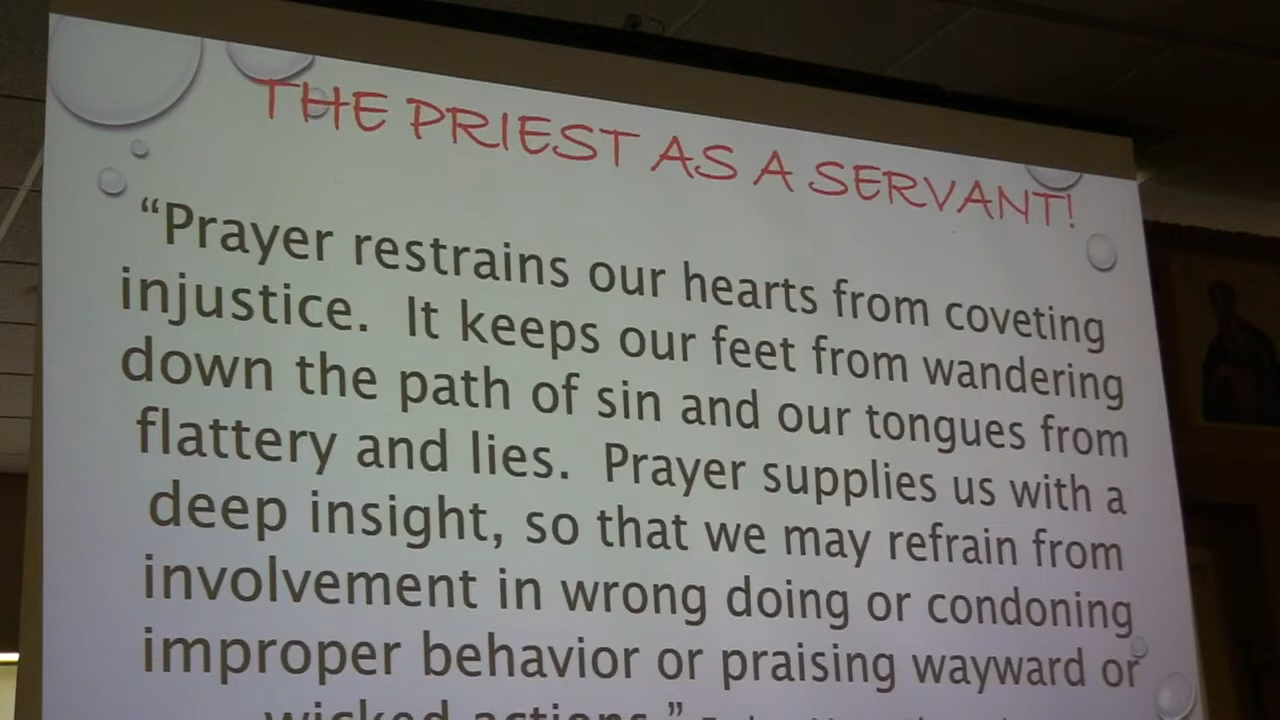 THE PRIEST AS A SERVANT!
“Prayer restrains our hearts from coveting
injustice. It keeps our feet from wandering
down the path of sin and our tongues from
flattery and lies. Prayer supplies us with a
deep insight, so that we may refrain from
involvement in wrong doing or condoning
improper behavior or praising wayward or
wicked actions.”